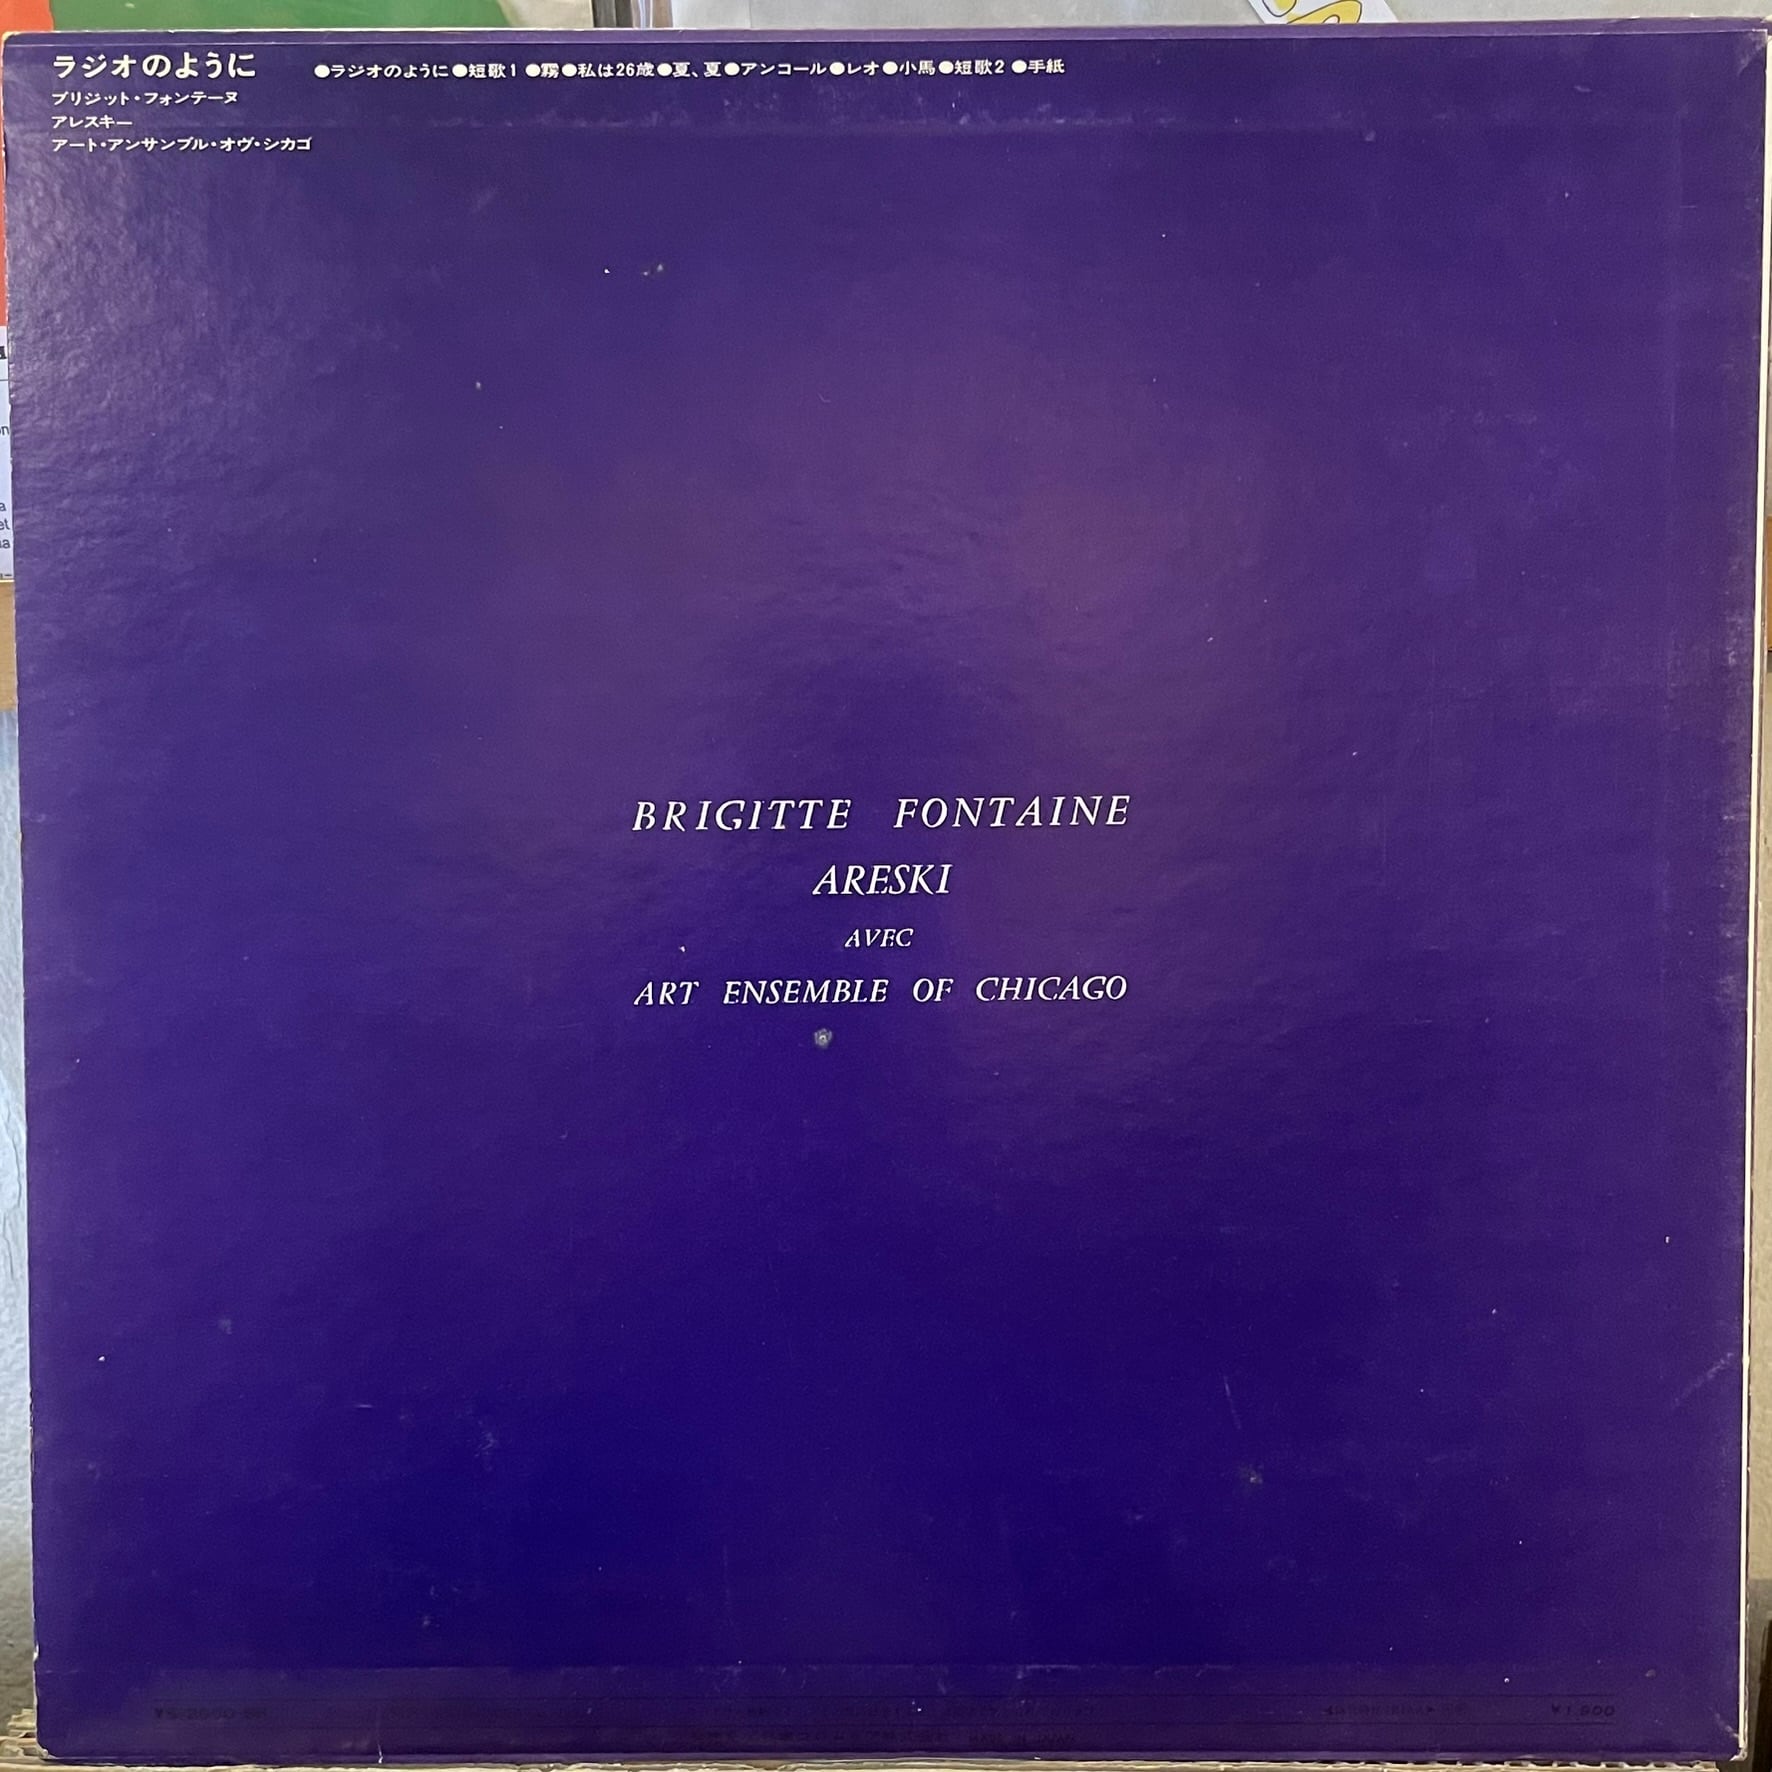 ラジオのように
●ラジオのように●短歌1 ●霧●私は26歳●夏、夏●アンコール●レオ●小馬●短歌2 ●手紙
ブリジット・フォンテーヌ
アレスキー
アート・アンサンブル・オヴ・シカゴ
BRIGITTE FONTAINE
ARESKI
AVEC
ART ENSEMBLE OF CHICAGO
¥1,900